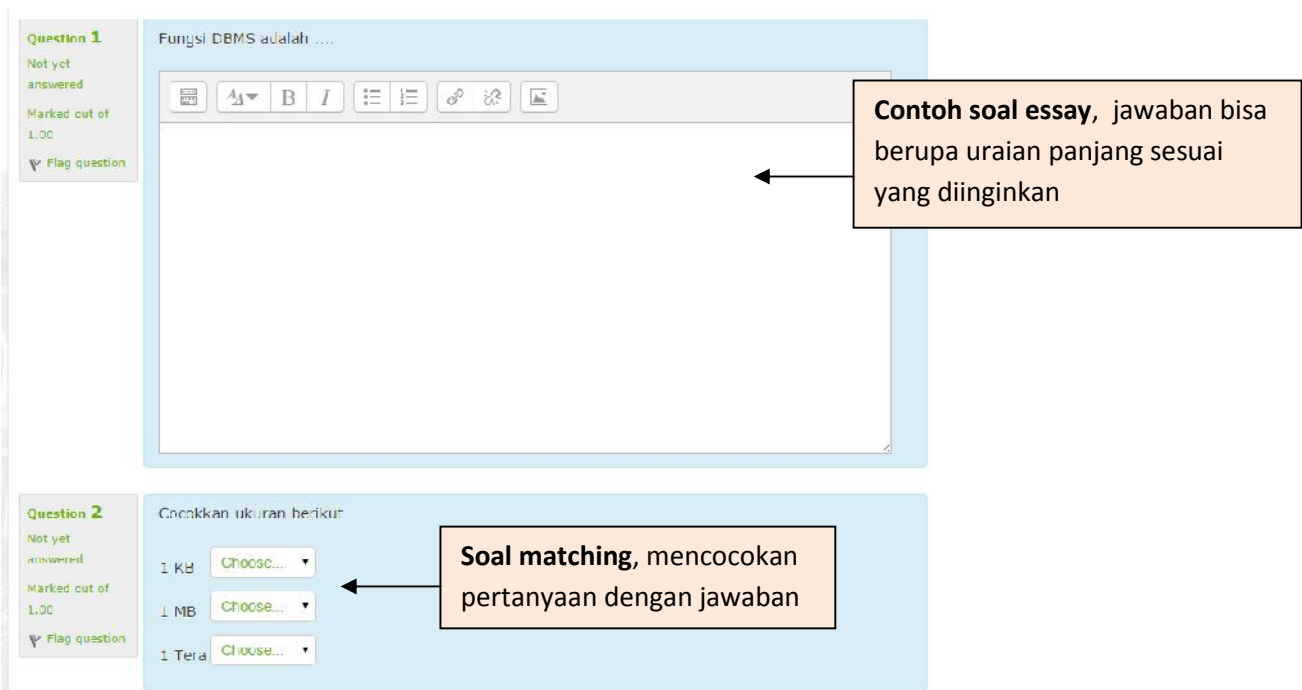 Question 1
Not yet
answered
Marked out of
1.00
Flag question
Fungsi DBMS adalah ....
B I
Contoh soal essay, jawaban bisa
berupa uraian panjang sesuai
yang diinginkan
Question 2
Not yet
answered
Marked out of
1.00
Flag question
Cocokkan ukuran berikut
1 KB Choose...
1 MB Choose...
1 Tera Choose...
Soal matching, mencocokan
pertanyaan dengan jawaban